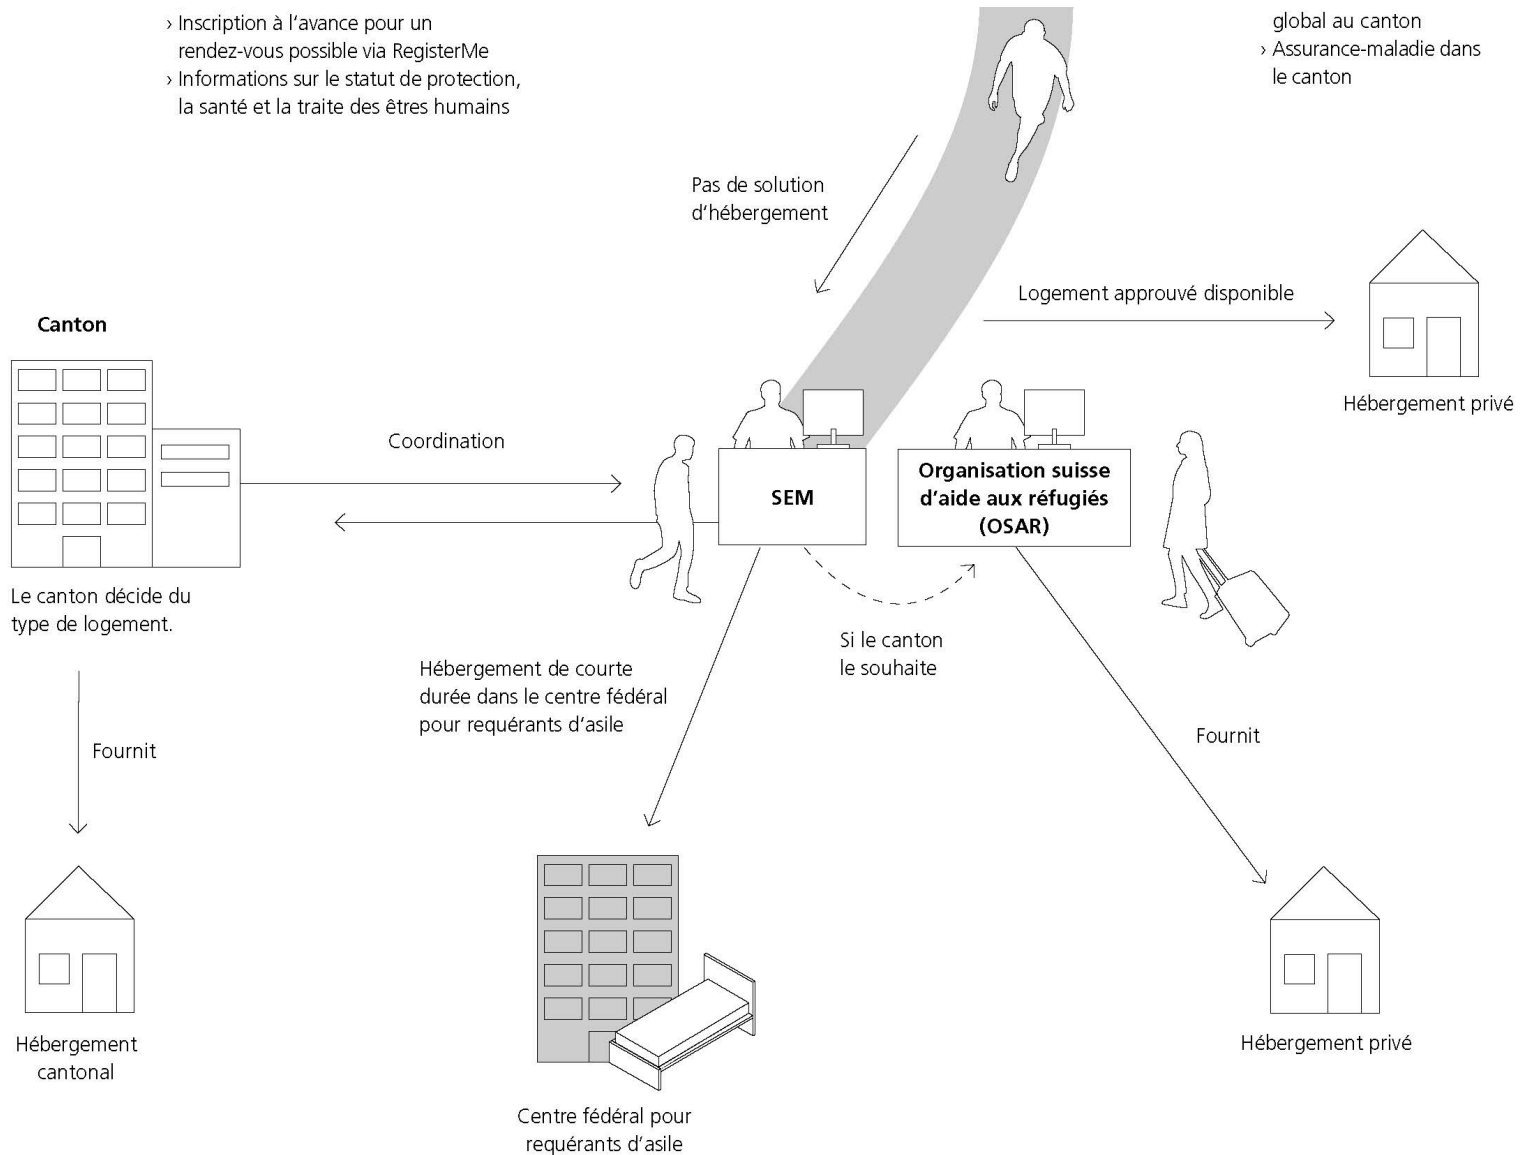 › Inscription à l'avance pour un
rendez-vous possible via RegisterMe
› Informations sur le statut de protection,
la santé et la traite des êtres humains
global au canton
› Assurance-maladie dans
le canton
Pas de solution
d'hébergement
Logement approuvé disponible
Hébergement privé
Canton
Coordination
SEM
Organisation suisse
d'aide aux réfugiés
(OSAR)
Le canton décide du
type de logement.
Si le canton
le souhaite
Hébergement de courte
durée dans le centre fédéral
pour requérants d'asile
Fournit
Fournit
Hébergement
cantonal
Hébergement privé
Centre fédéral pour
requérants d'asile